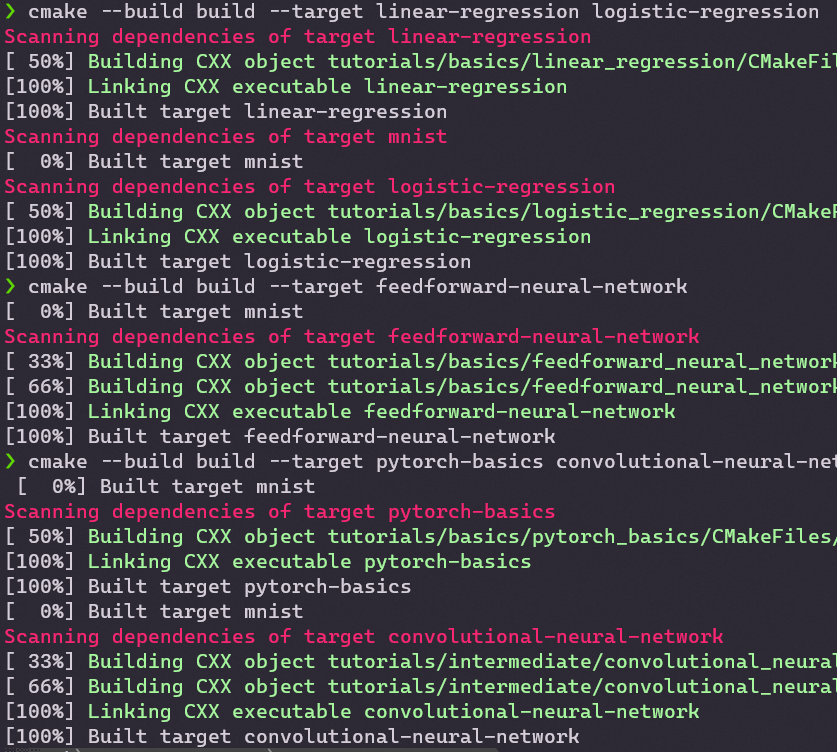 ❯ cmake --build build --target linear-regression logistic-regression
Scanning dependencies of target linear-regression
[ 50%] Building CXX object tutorials/basics/linear_regression/CMakeFil
[100%] Linking CXX executable linear-regression
[100%] Built target linear-regression
Scanning dependencies of target mnist
[  0%] Built target mnist
Scanning dependencies of target logistic-regression
[ 50%] Building CXX object tutorials/basics/logistic_regression/CMakeF
[100%] Linking CXX executable logistic-regression
[100%] Built target logistic-regression
❯ cmake --build build --target feedforward-neural-network
[  0%] Built target mnist
Scanning dependencies of target feedforward-neural-network
[ 33%] Building CXX object tutorials/basics/feedforward_neural_network
[ 66%] Building CXX object tutorials/basics/feedforward_neural_network
[100%] Linking CXX executable feedforward-neural-network
[100%] Built target feedforward-neural-network
❯ cmake --build build --target pytorch-basics convolutional-neural-net
[  0%] Built target mnist
Scanning dependencies of target pytorch-basics
[ 50%] Building CXX object tutorials/basics/pytorch_basics/CMakeFiles/
[100%] Linking CXX executable pytorch-basics
[100%] Built target pytorch-basics
[  0%] Built target mnist
Scanning dependencies of target convolutional-neural-network
[ 33%] Building CXX object tutorials/intermediate/convolutional_neural
[ 66%] Building CXX object tutorials/intermediate/convolutional_neural
[100%] Linking CXX executable convolutional-neural-network
[100%] Built target convolutional-neural-network